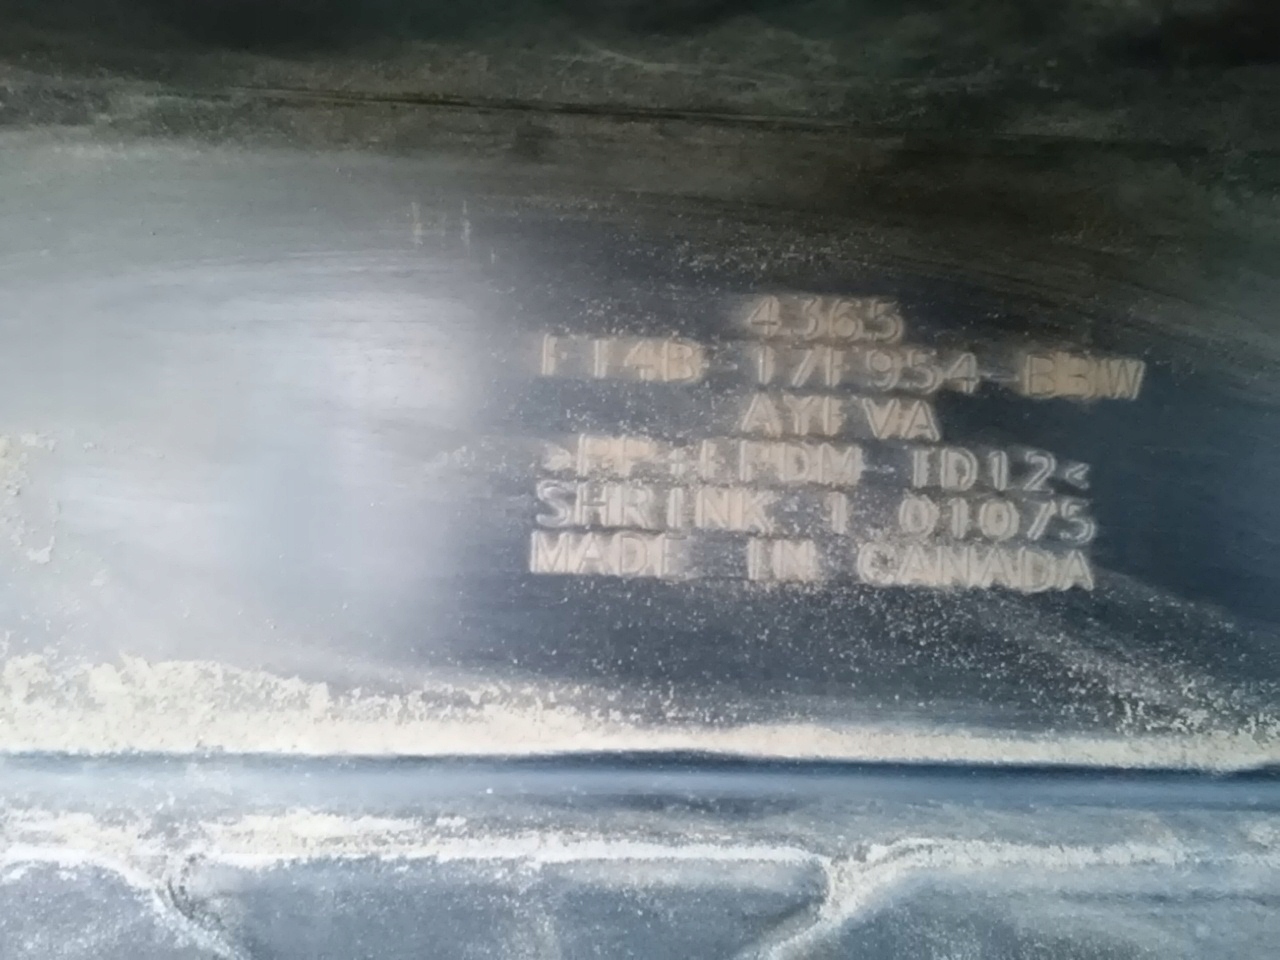 4365
FT4B-17F954-BBW
AYFVA
>PP+EPDM-TD12<
SHRINK 1.01075
MADE IN CANADA